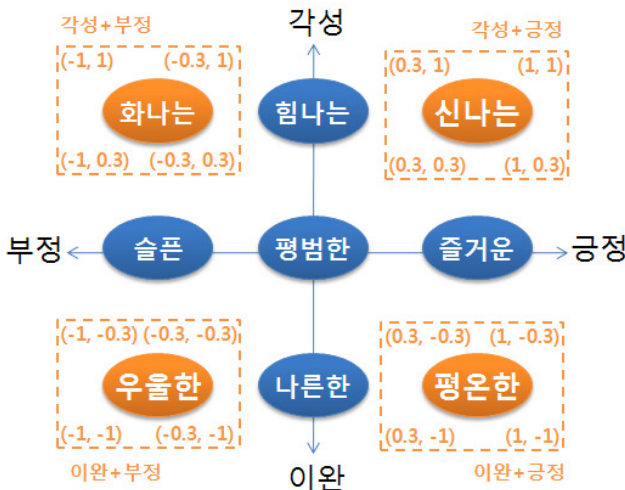 각성+부정
각성
각성+긍정
(-1, 1) (-0.3, 1)
(0.3, 1) (1, 1)
화나는
힘나는
신나는
(-1, 0.3) (-0.3, 0.3)
(0.3, 0.3) (1, 0.3)
부정
슬픈
평범한
즐거운
긍정
(-1, -0.3) (-0.3, -0.3)
(0.3, -0.3) (1, -0.3)
우울한
나른한
평온한
(-1, -1) (-0.3, -1)
(0.3, -1) (1, -1)
이완+부정
이완
이완+긍정